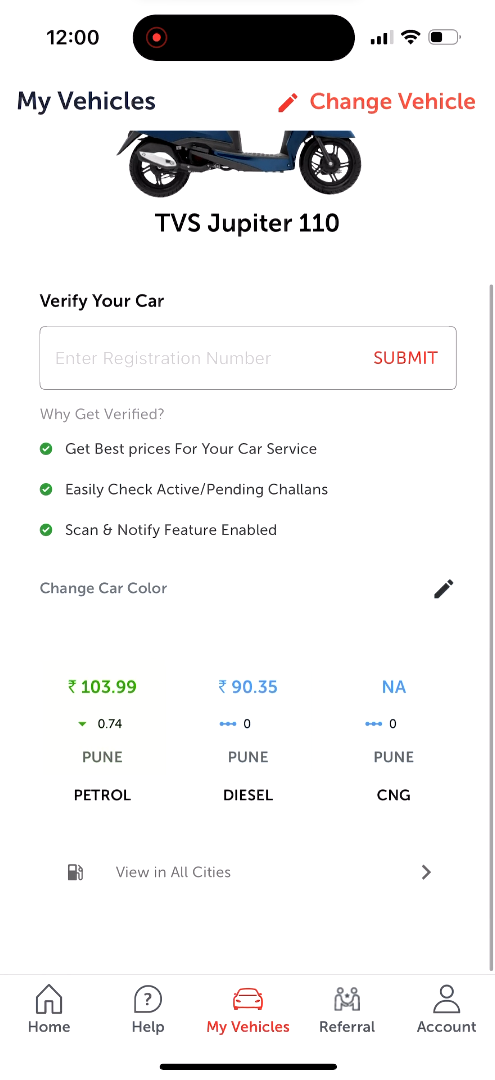 12:00
My Vehicles
Change Vehicle
TVS Jupiter 110
Verify Your Car
Enter Registration Number
SUBMIT
Why Get Verified?
Get Best prices For Your Car Service
Easily Check Active/Pending Challans
Scan & Notify Feature Enabled
Change Car Color
₹ 103.99 ₹ 90.35 NA
0.74 0 0
PUNE PUNE PUNE
PETROL DIESEL CNG
View in All Cities
Home Help My Vehicles Referral Account